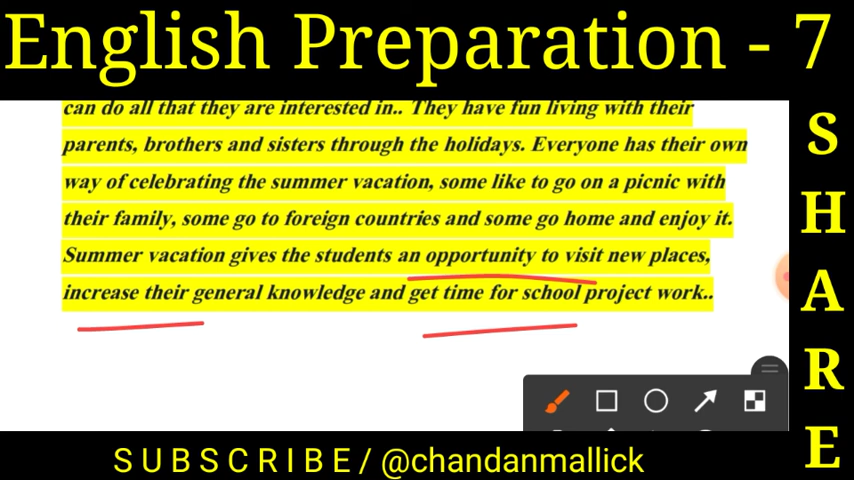 English Preparation - 7
can do all that they are interested in.. They have fun living with their
parents, brothers and sisters through the holidays. Everyone has their own
way of celebrating the summer vacation, some like to go on a picnic with
their family, some go to foreign countries and some go home and enjoy it.
Summer vacation gives the students an opportunity to visit new places,
increase their general knowledge and get time for school project work..
SHARE
SUBSCRIBE/ @chandanmallick